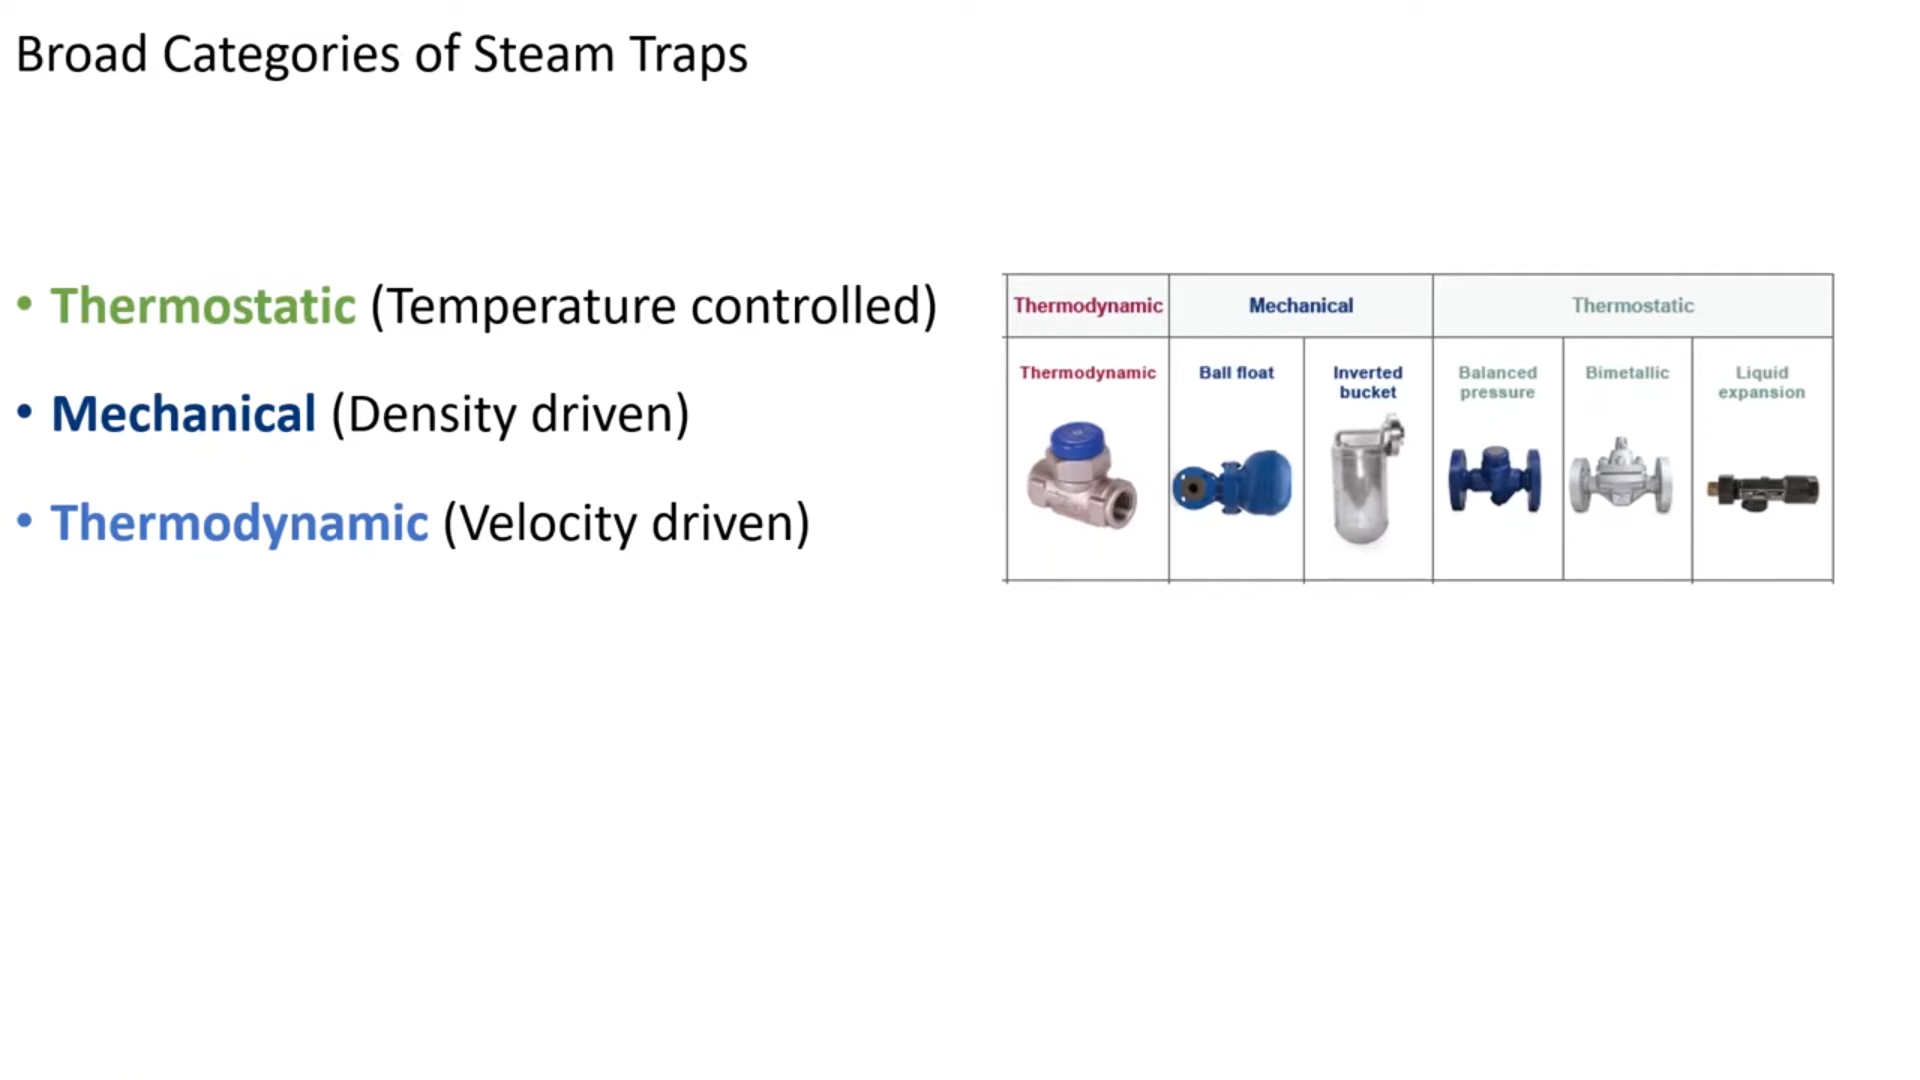 Broad Categories of Steam Traps
• Thermostatic (Temperature controlled)
• Mechanical (Density driven)
• Thermodynamic (Velocity driven)
Thermodynamic Mechanical Thermostatic
Thermodynamic Ball float Inverted bucket Balanced pressure Bimetallic Liquid expansion